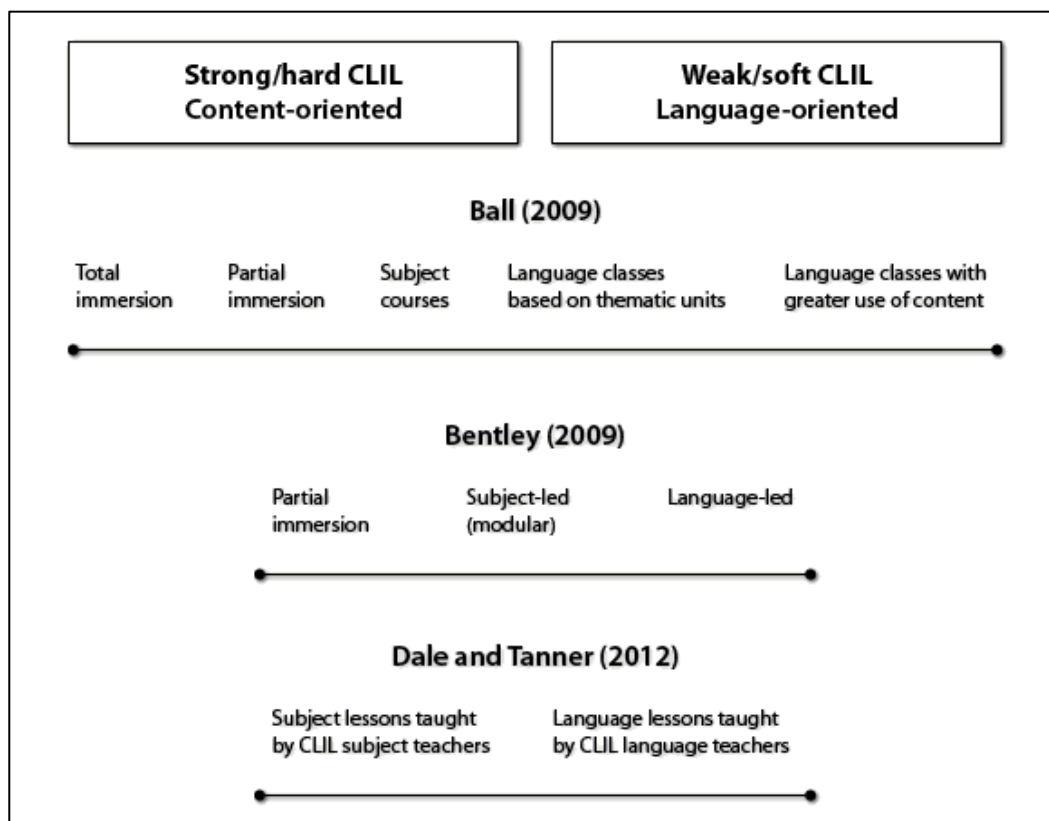 Strong/hard CLIL
Content-oriented
Weak/soft CLIL
Language-oriented
Ball (2009)
Total
immersion
Partial
immersion
Subject
courses
Language classes
based on thematic units
Language classes with
greater use of content
Bentley (2009)
Partial
immersion
Subject-led
(modular)
Language-led
Dale and Tanner (2012)
Subject lessons taught
by CLIL subject teachers
Language lessons taught
by CLIL language teachers